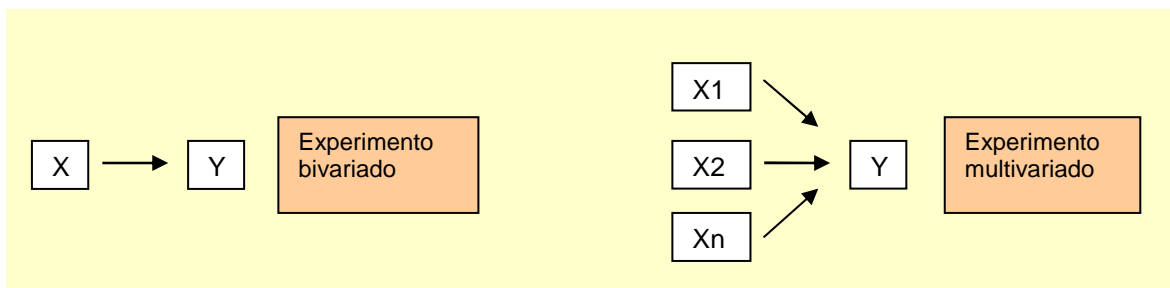 X
Y
Experimento
bivariado
X1
X2
Xn
Y
Experimento
multivariado